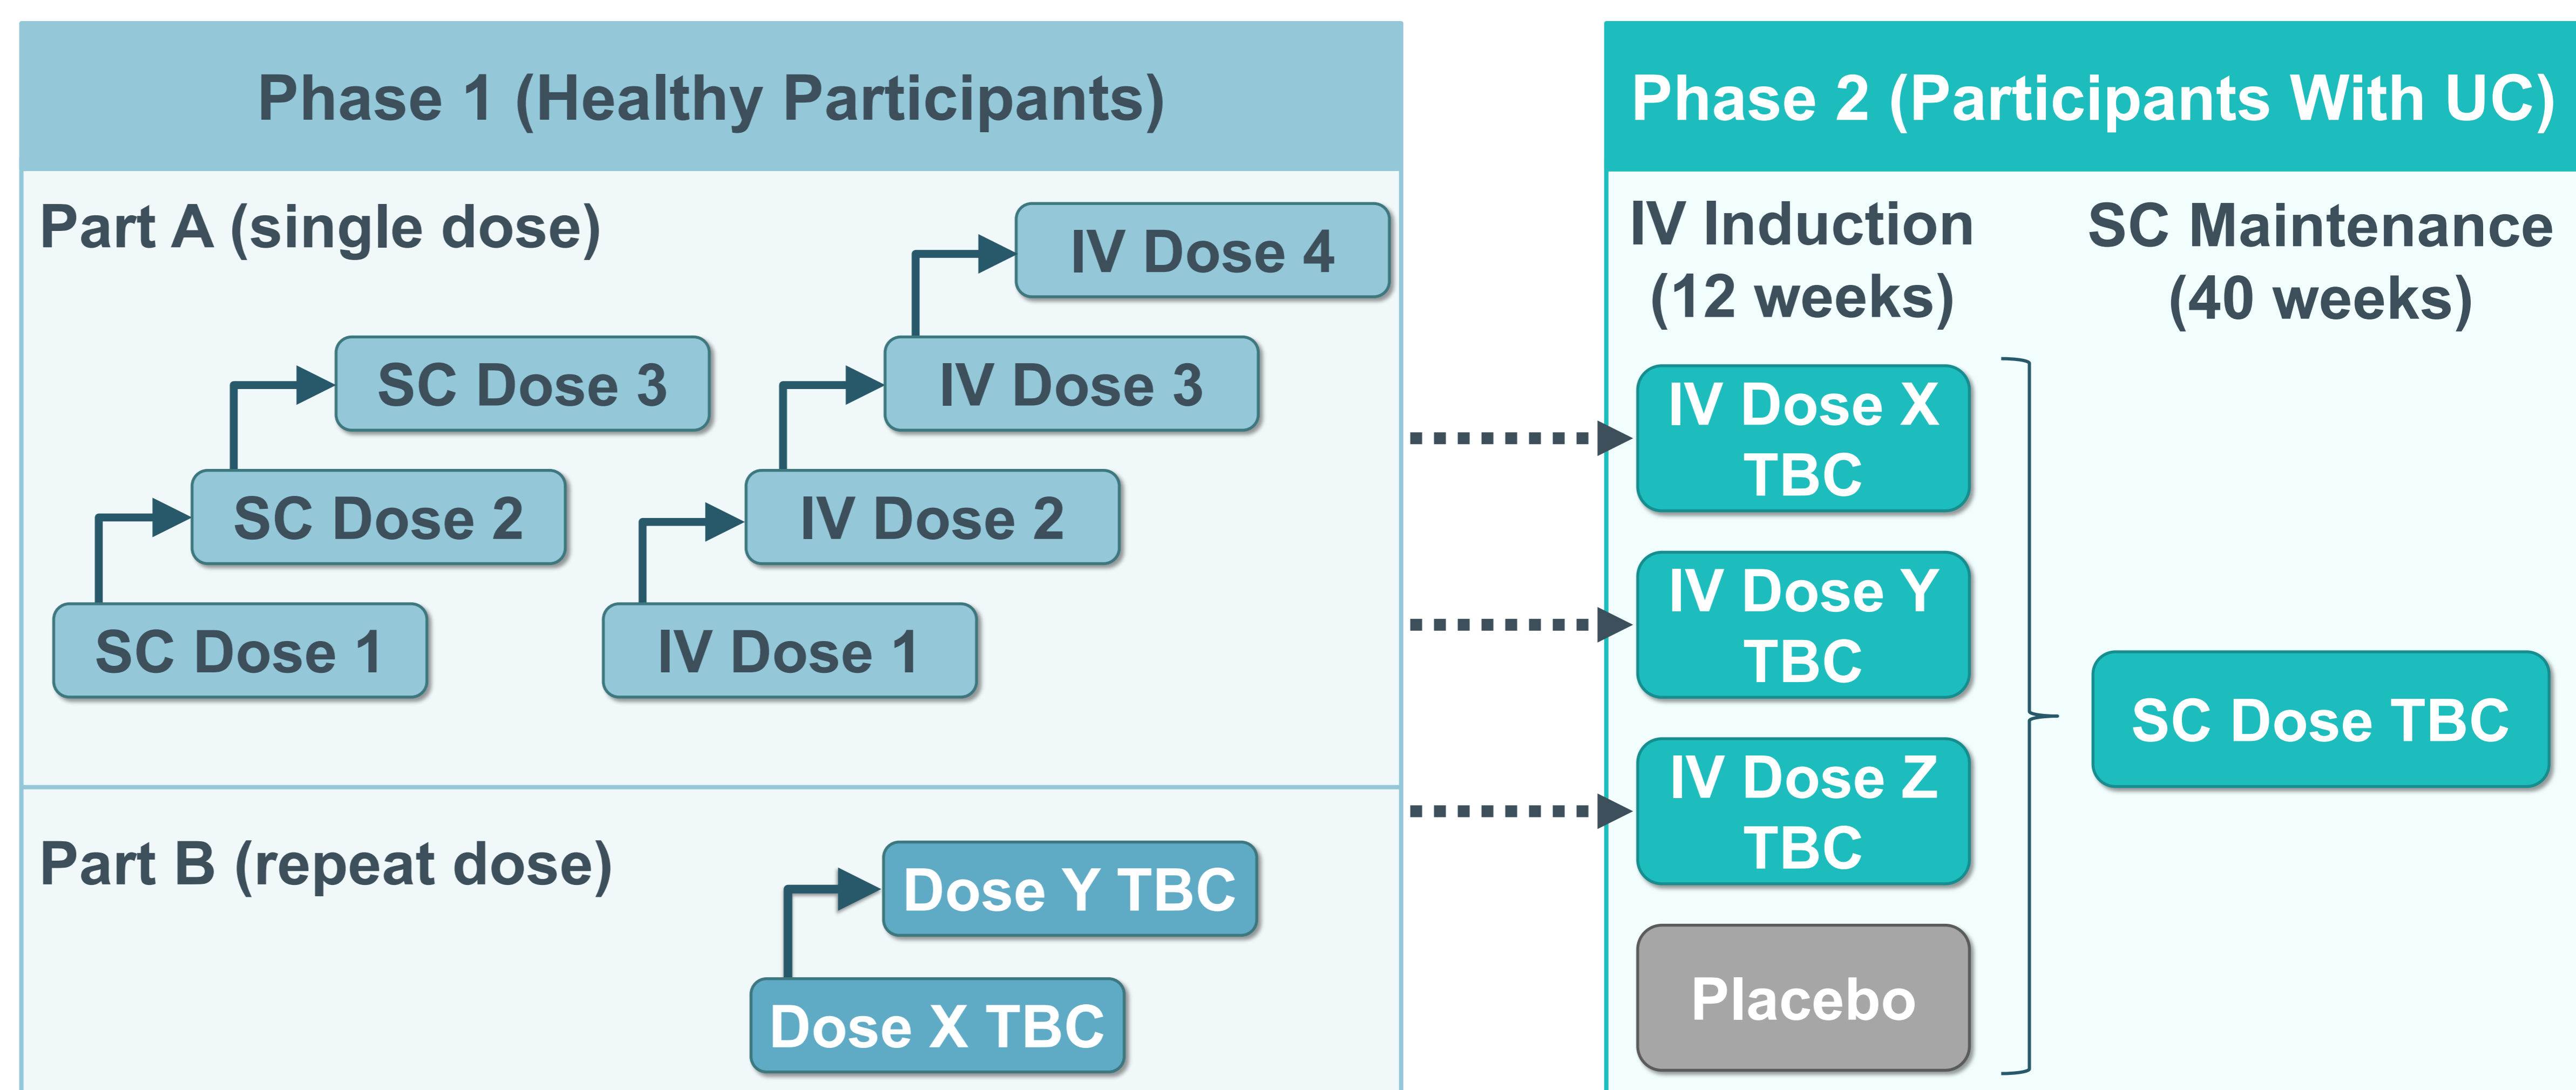 Phase 1 (Healthy Participants)
Part A (single dose)
IV Dose 4
SC Dose 3
IV Dose 3
SC Dose 2
IV Dose 2
SC Dose 1
IV Dose 1
Part B (repeat dose)
Dose Y TBC
Dose X TBC
Phase 2 (Participants With UC)
IV Induction
(12 weeks)
SC Maintenance
(40 weeks)
IV Dose X
TBC
IV Dose Y
TBC
IV Dose Z
TBC
Placebo
SC Dose TBC